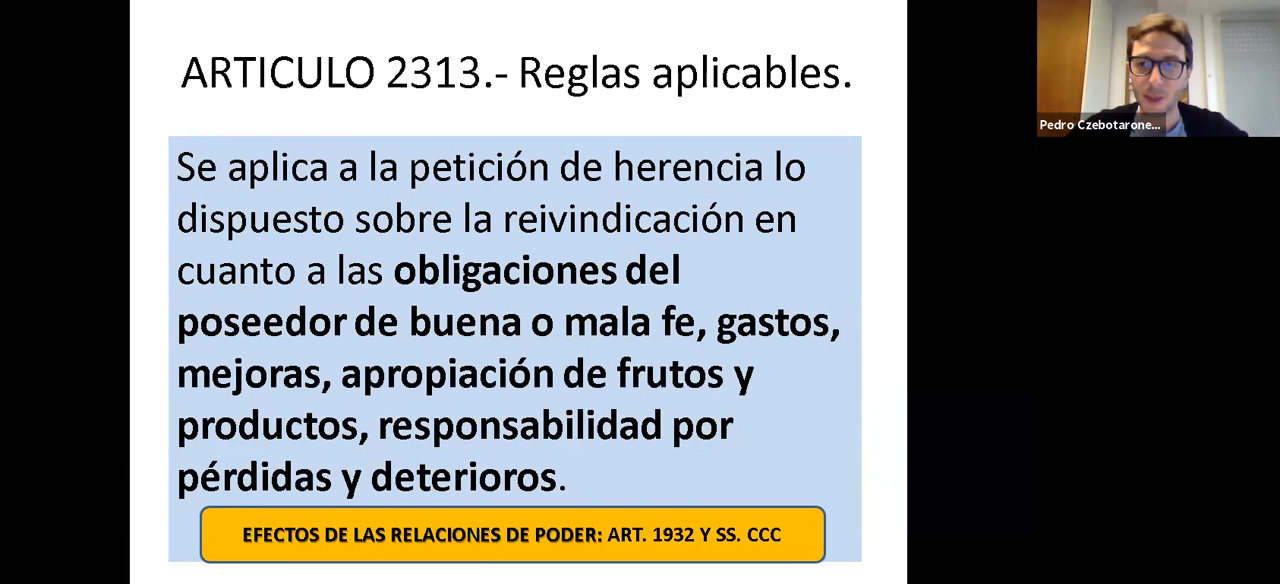 ARTICULO 2313.- Reglas aplicables.
Se aplica a la petición de herencia lo
dispuesto sobre la reivindicación en
cuanto a las obligaciones del
poseedor de buena o mala fe, gastos,
mejoras, apropiación de frutos y
productos, responsabilidad por
pérdidas y deterioros.
EFECTOS DE LAS RELACIONES DE PODER: ART. 1932 Y SS. CCC
Pedro Czebotarone...